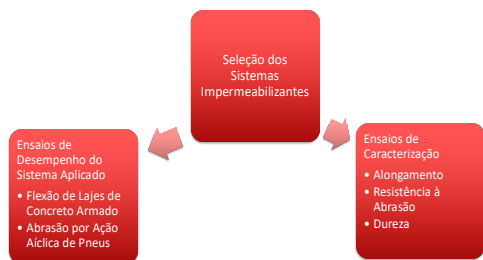 Seleção dos
Sistemas
Impermeabilizantes
Ensaios de
Desempenho do
Sistema Aplicado
• Flexão de Lajes de
Concreto Armado
• Abrasão por Ação
Aíclica de Pneus
Ensaios de
Caracterização
• Alongamento
• Resistência à
Abrasão
• Dureza